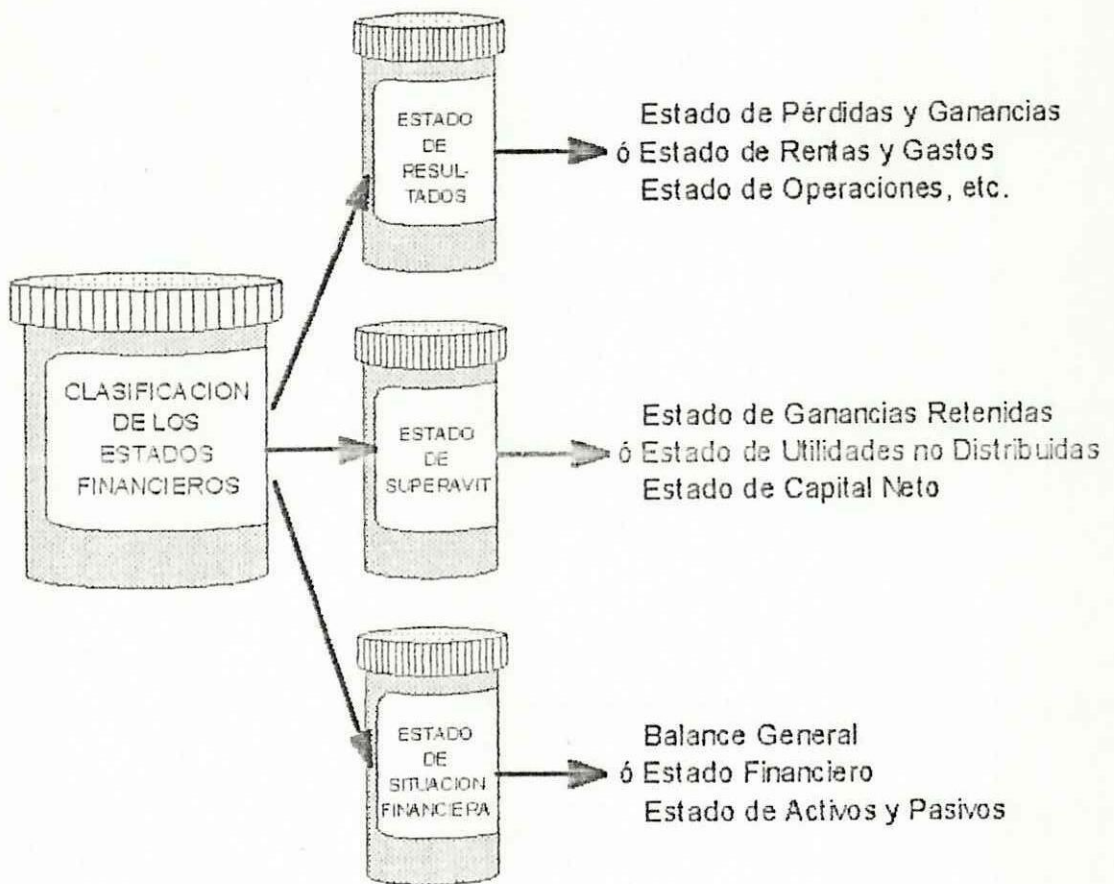 CLASIFICACION
DE LOS
ESTADOS
FINANCIEROS
ESTADO
DE
RESUL-
TADOS
Estado de Pérdidas y Ganancias
ó Estado de Rentas y Gastos
Estado de Operaciones, etc.
ESTADO
DE
SUPERAVIT
Estado de Ganancias Retenidas
ó Estado de Utilidades no Distribuidas
Estado de Capital Neto
ESTADO
DE
SITUACION
FINANCIERA
Balance General
ó Estado Financiero
Estado de Activos y Pasivos